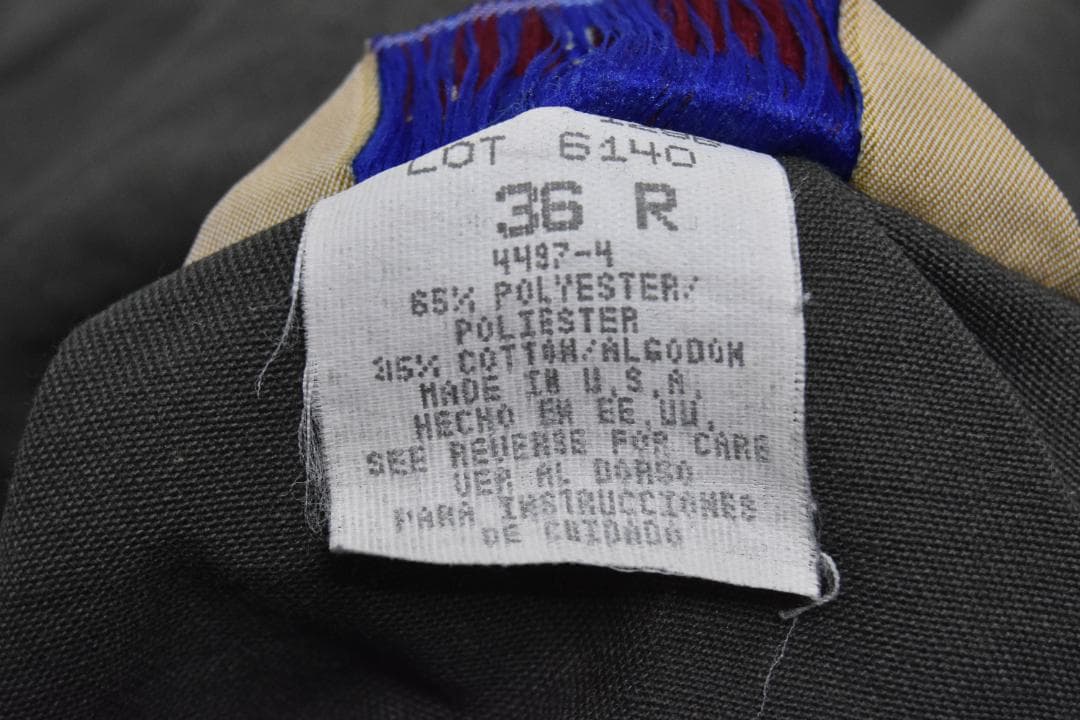 LOT 6140
36 R
4497-4
65% POLYESTER/
POLIESTER
35% COTTON/ALGODON
MADE IN U.S.A.
HECHO EN EE.UU.
SEE REVERSE FOR CARE
VER AL DORSO
PARA INSTRUCCIONES
DE CUIDADO